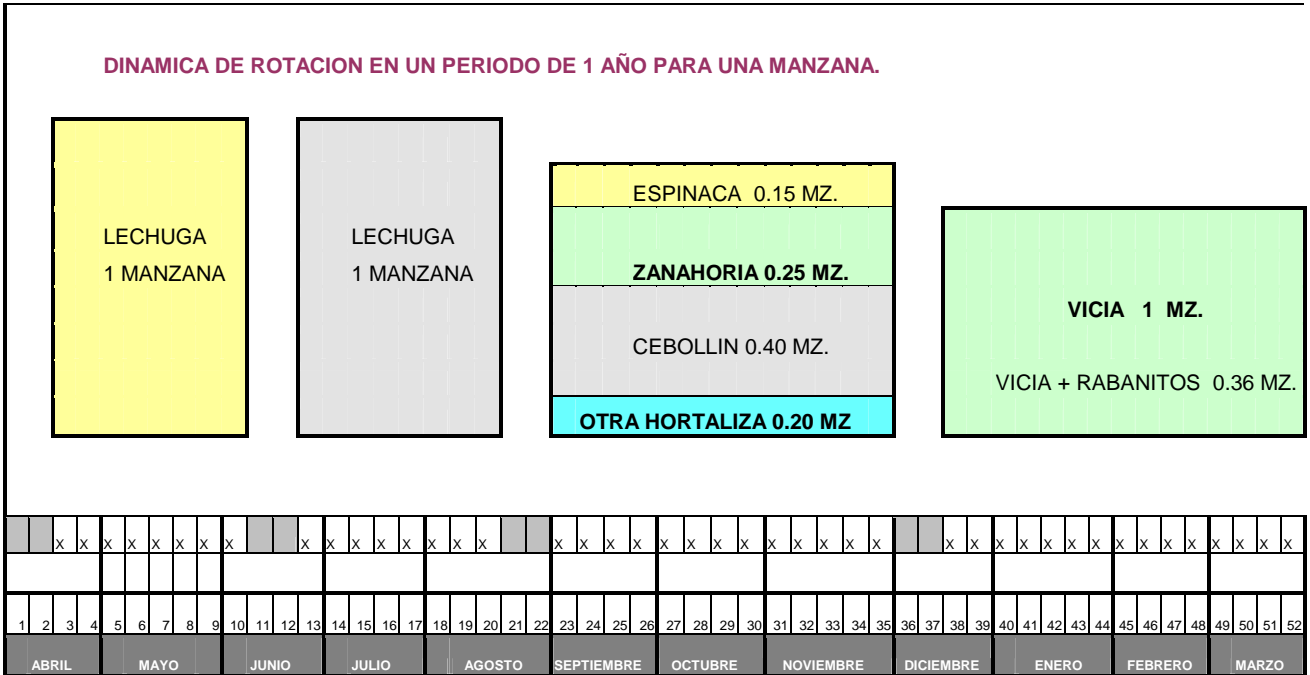 DINAMICA DE ROTACION EN UN PERIODO DE 1 AÑO PARA UNA MANZANA.
LECHUGA
1 MANZANA
LECHUGA
1 MANZANA
ESPINACA 0.15 MZ.
ZANAHORIA 0.25 MZ.
CEBOLLIN 0.40 MZ.
OTRA HORTALIZA 0.20 MZ
VICIA 1 MZ.
VICIA + RABANITOS 0.36 MZ.
X X X X X X X X X X X X X X X X X X X X X X X X X X X X X X X X X X X X X X X X X X X X
1 2 3 4 5 6 7 8 9 10 11 12 13 14 15 16 17 18 19 20 21 22 23 24 25 26 27 28 29 30 31 32 33 34 35 36 37 38 39 40 41 42 43 44 45 46 47 48 49 50 51 52
ABRIL MAYO JUNIO JULIO AGOSTO SEPTIEMBRE OCTUBRE NOVIEMBRE DICIEMBRE ENERO FEBRERO MARZO